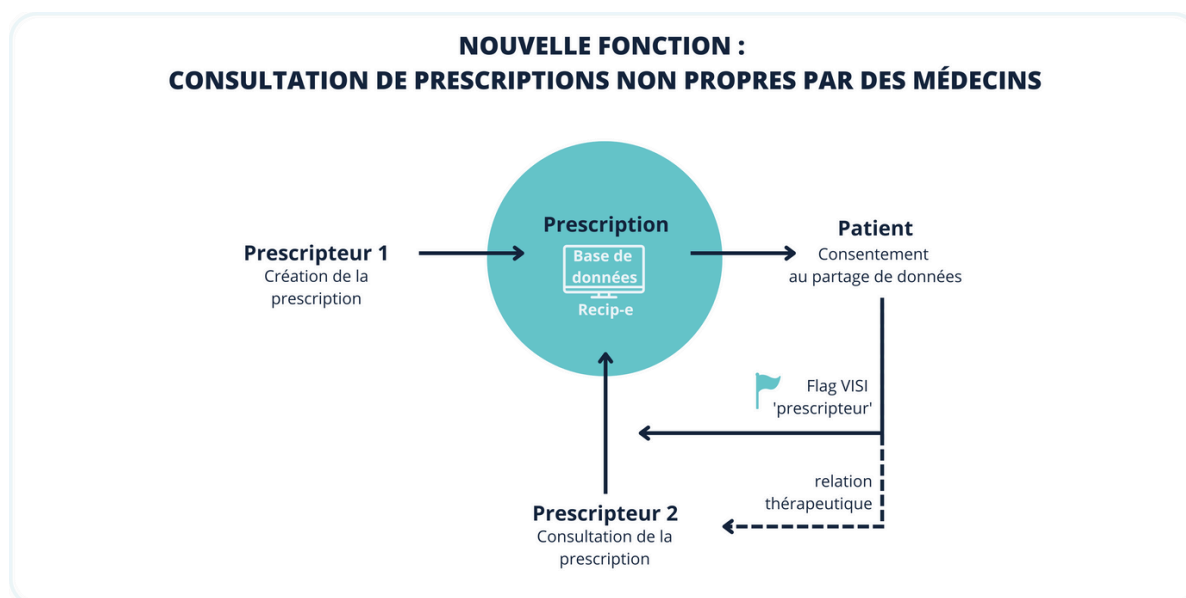 NOUVELLE FONCTION :
CONSULTATION DE PRESCRIPTIONS NON PROPRES PAR DES MÉDECINS
Prescripteur 1
Création de la
prescription
Prescription
Base de
données
Recip-e
Patient
Consentement
au partage de données
Flag VISI
'prescripteur'
relation
thérapeutique
Prescripteur 2
Consultation de la
prescription